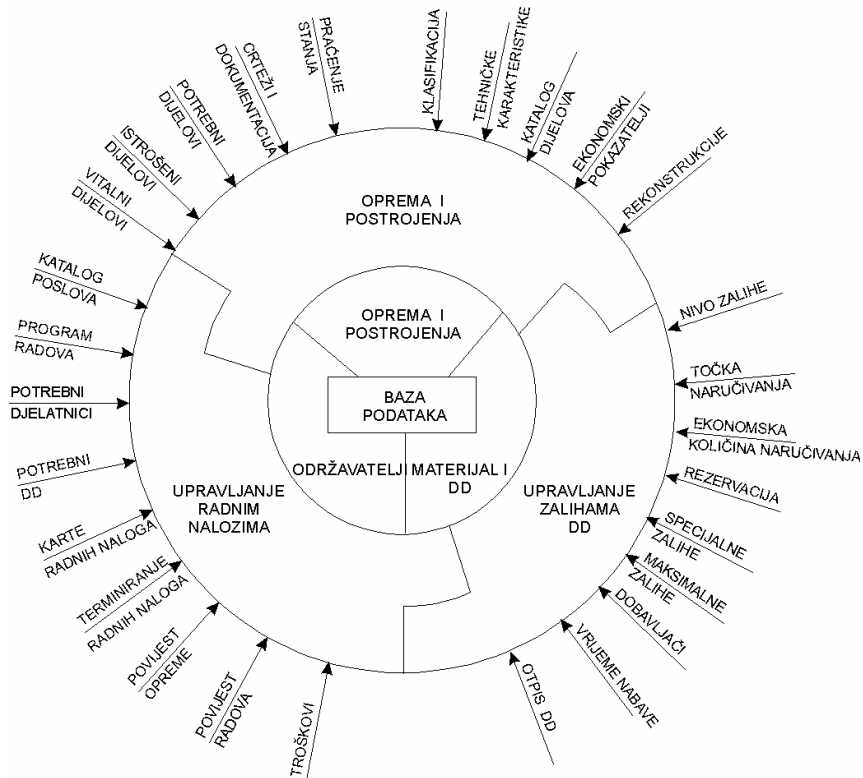 PRAĆENJE
STANJA
CRTEŽI I
DOKUMENTACIJA
POTREBNI
DIJELOVI
ISTROŠENI
DIJELOVI
VITALNI
DIJELOVI
KLASIFIKACIJA
TEHNIČKE
KARAKTERISTIKE
KATALOG
DIJELOVA
EKONOMSKI
POKAZATELJI
REKONSTRUKCIJE
OPREMA I
POSTROJENJA
OPREMA I
POSTROJENJA
BAZA
PODATAKA
ODRŽAVATELJI
MATERIJAL I
DD
UPRAVLJANJE
RADNIM
NALOZIMA
UPRAVLJANJE
ZALIHAMA
DD
KATALOG
POSLOVA
PROGRAM
RADOVA
POTREBNI
DJELATNICI
POTREBNI
DD
KARTE
RADNIH NALOGA
TERMINIRANJE
RADNIH NALOGA
POVIJEST
OPREME
POVIJEST
RADOVA
TROŠKOVI
NIVO ZALIHE
TOČKA
NARUČIVANJA
EKONOMSKA
KOLIČINA NARUČIVANJA
REZERVACIJA
SPECIJALNE
ZALIHE
MAKSIMALNE
ZALIHE
DOBAVLJAČI
VRIJEME NABAVE
OTPIS DD